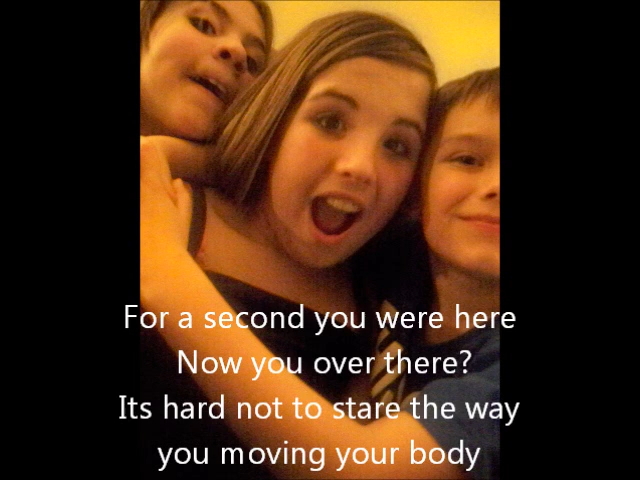 For a second you were here
Now you over there?
Its hard not to stare the way
you moving your body